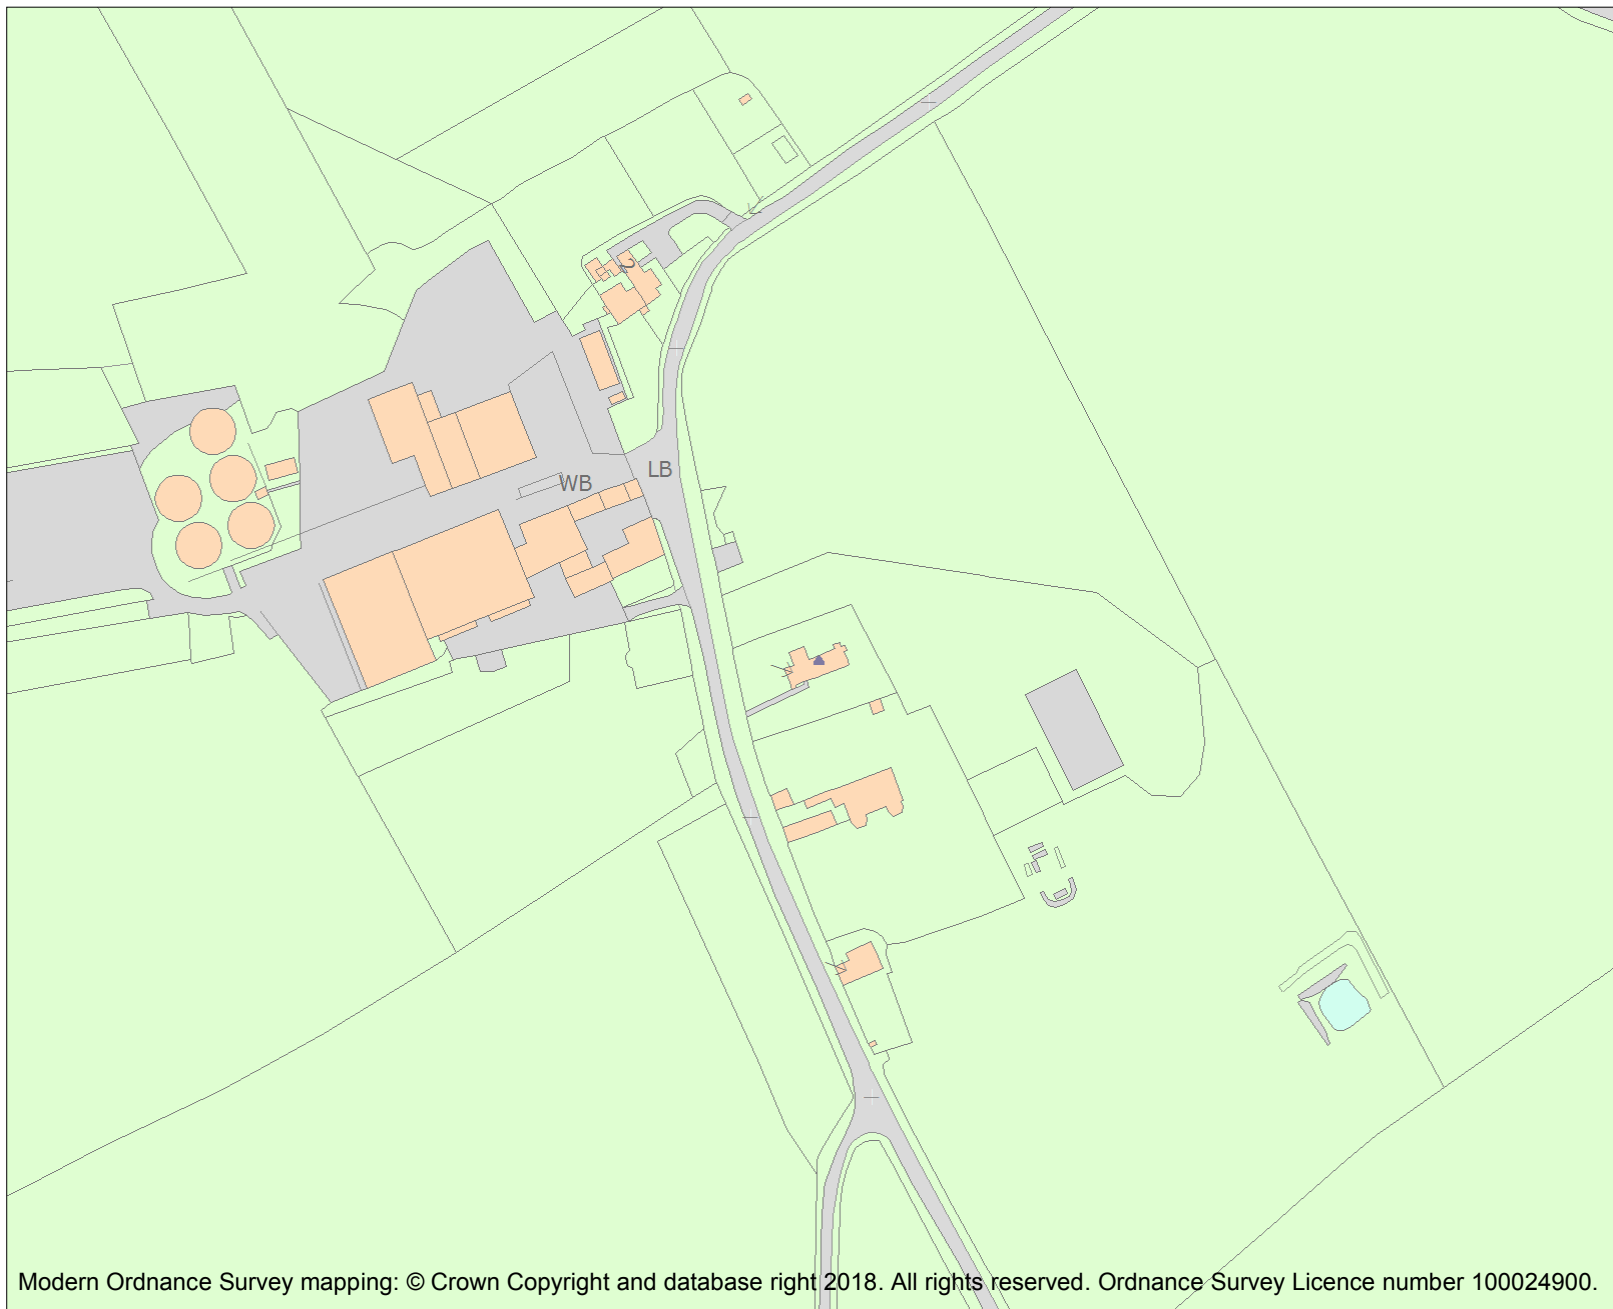 2
LB
WB
Modern Ordnance Survey mapping: © Crown Copyright and database right 2018. All rights reserved. Ordnance Survey Licence number 100024900.